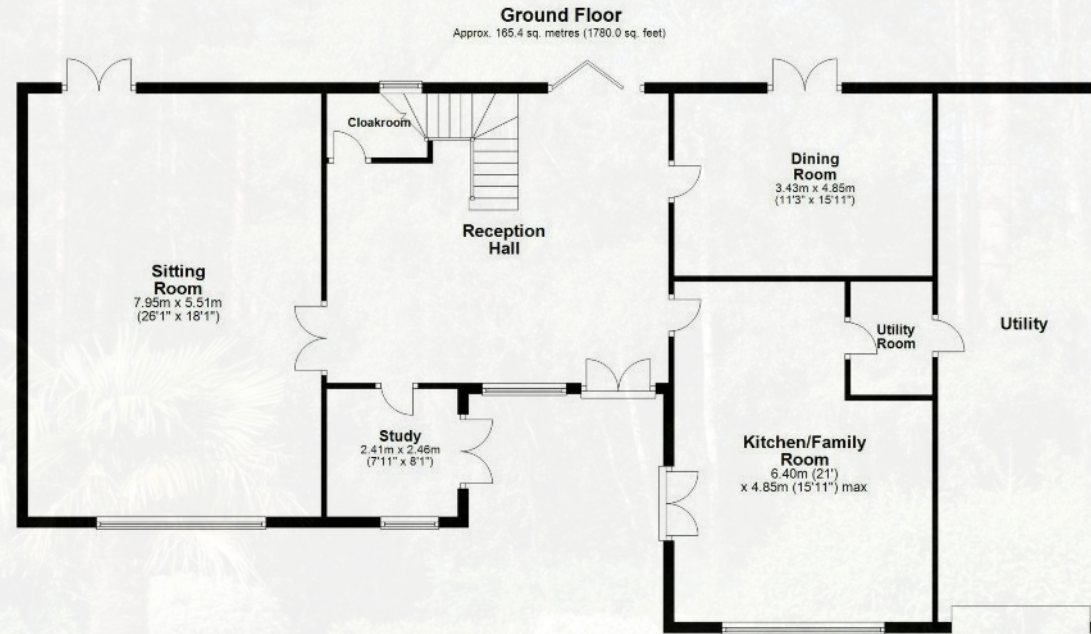 Ground Floor
Approx. 165.4 sq. metres (1780.0 sq. feet)
Cloakroom
Dining
Room
3.43m x 4.85m
(11'3" x 15'11")
Reception
Hall
Sitting
Room
7.95m x 5.51m
(26'1" x 18'1")
Utility
Room
Utility
Study
2.41m x 2.46m
(7'11" x 8'1")
Kitchen/Family
Room
6.40m (21')
x 4.85m (15'11") max